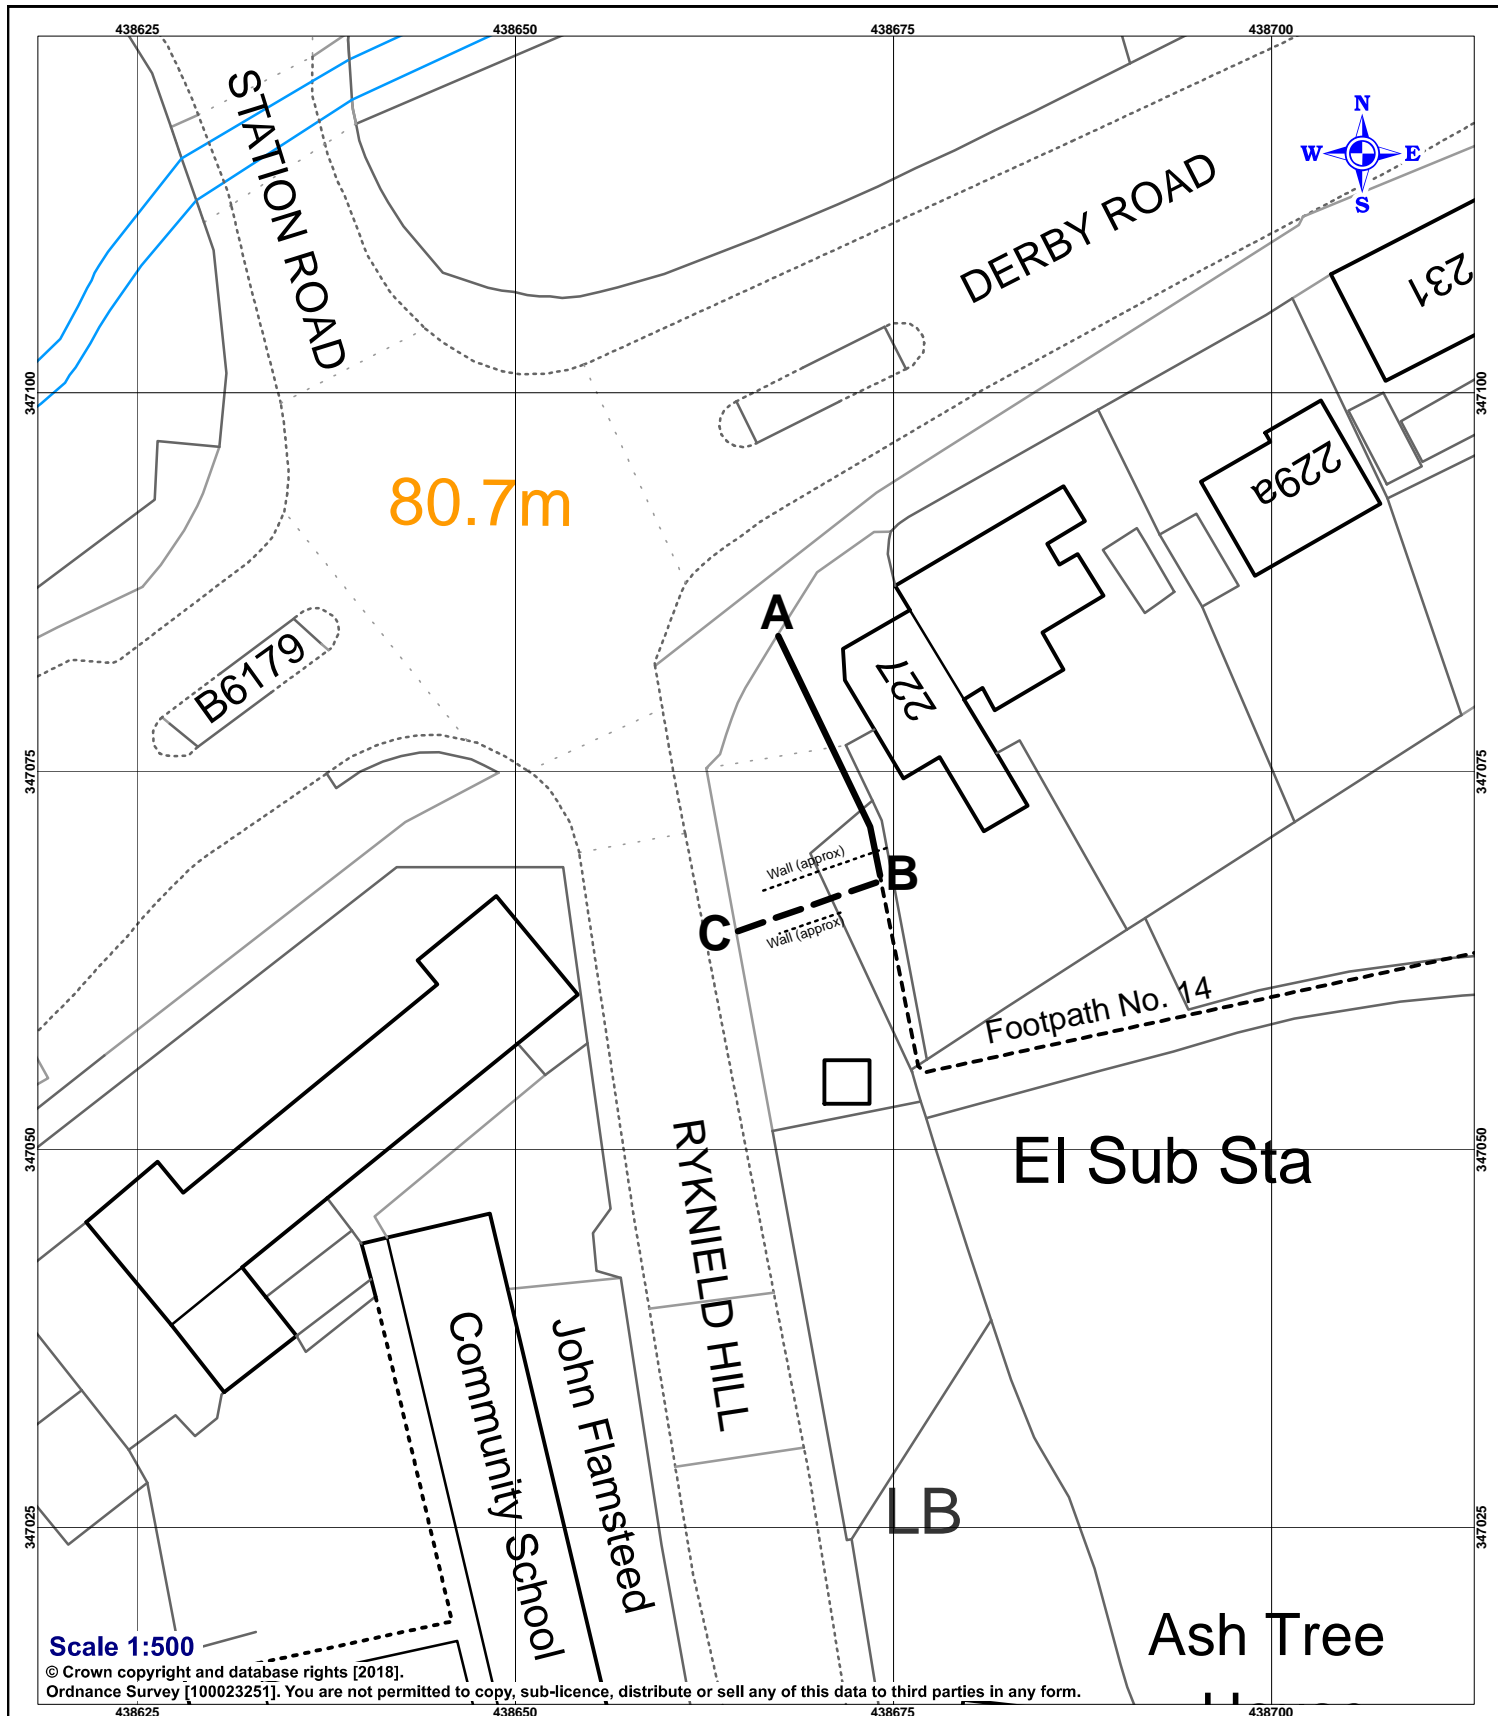 438625
438650
438675
438700
STATION ROAD
N
W
E
S
DERBY ROAD
231
347100
347100
229a
80.7m
A
B6179
227
347075
347075
Wall (approx)
B
C
Wall (approx)
Footpath No. 14
347050
347050
El Sub Sta
RYKNIELD HILL
John Flamsteed
Community School
LB
347025
347025
Ash Tree
Scale 1:500
© Crown copyright and database rights [2018].
Ordnance Survey [100023251]. You are not permitted to copy, sub-licence, distribute or sell any of this data to third parties in any form.
438625
438650
438675
438700